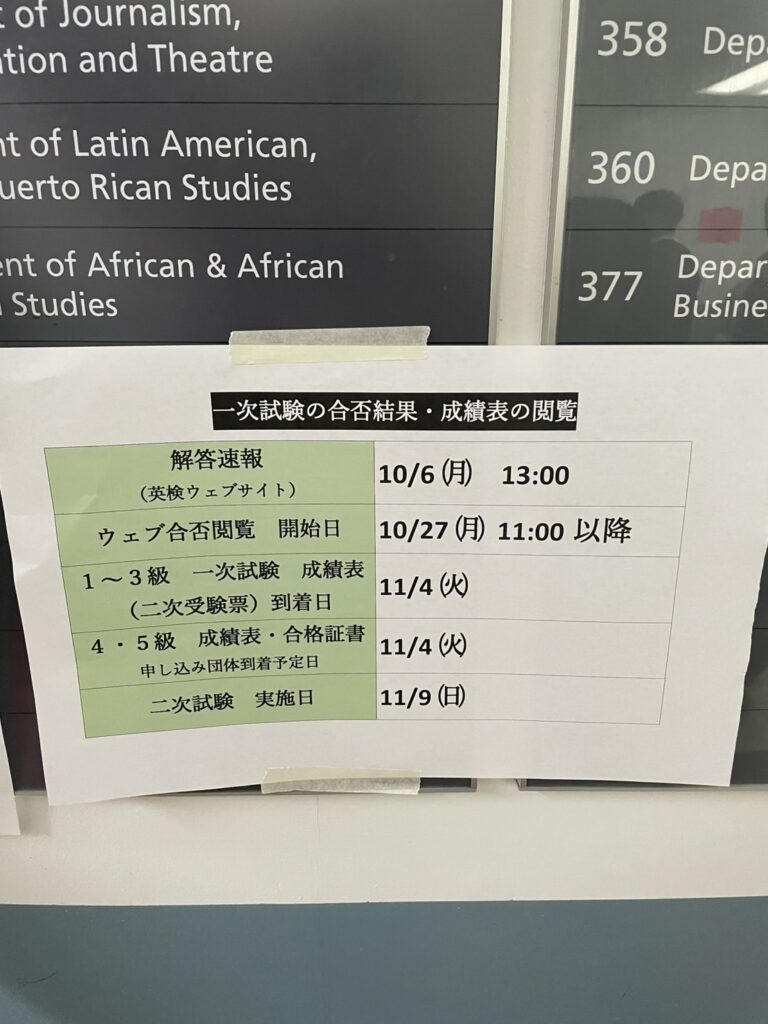 t of Journalism,
ation and Theatre
nt of Latin American,
uerto Rican Studies
ent of African & African
Studies
358 Depa
360 Depa
377 Depar
Busine
一次試験の合否結果・成績表の閲覧
解答速報
(英検ウェブサイト)
10/6 ㈪ 13:00
ウェブ合否閲覧 開始日
10/27 ㈪ 11:00 以降
1～3級 一次試験 成績表
(二次受験票) 到着日
11/4 ㈫
4・5級 成績表・合格証書
申し込み団体到着予定日
11/4 ㈫
二次試験 実施日
11/9 ㈰